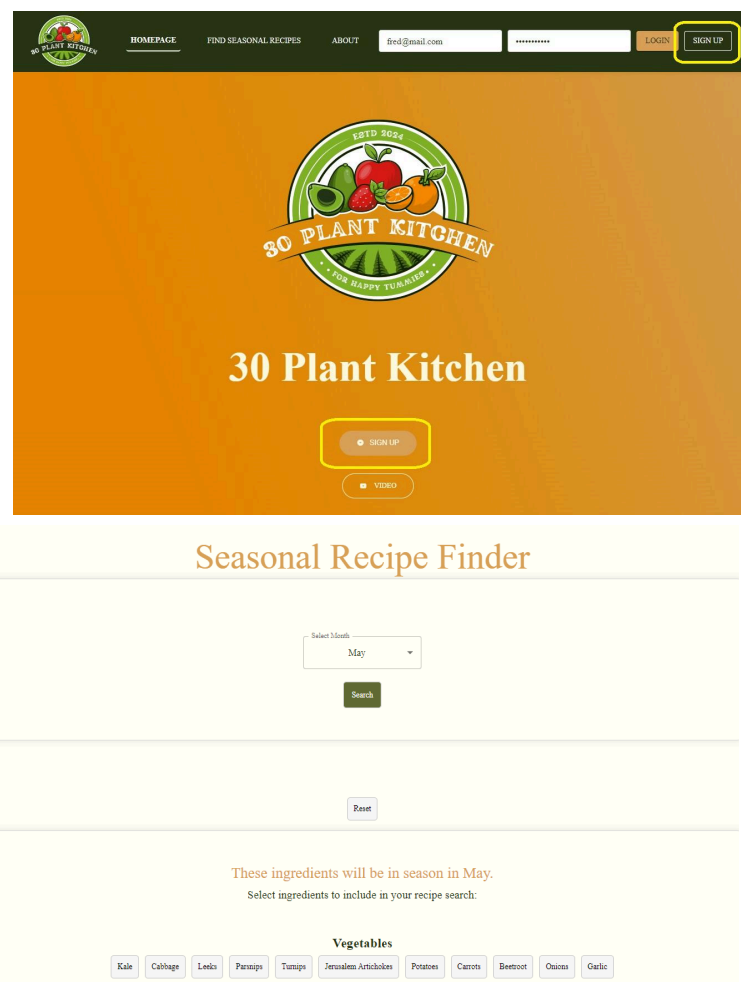 30 PLANT KITCHEN
HOMEPAGE FIND SEASONAL RECIPES ABOUT fred@mail.com ••••••••••• LOGIN SIGN UP
ESTD 2024
30 PLANT KITCHEN
• FOR HAPPY TUMMIES •
30 Plant Kitchen
SIGN UP
VIDEO
Seasonal Recipe Finder
Select Month
May
Search
Reset
These ingredients will be in season in May.
Select ingredients to include in your recipe search:
Vegetables
Kale Cabbage Leeks Parsnips Turnips Jerusalem Artichokes Potatoes Carrots Beetroot Onions Garlic